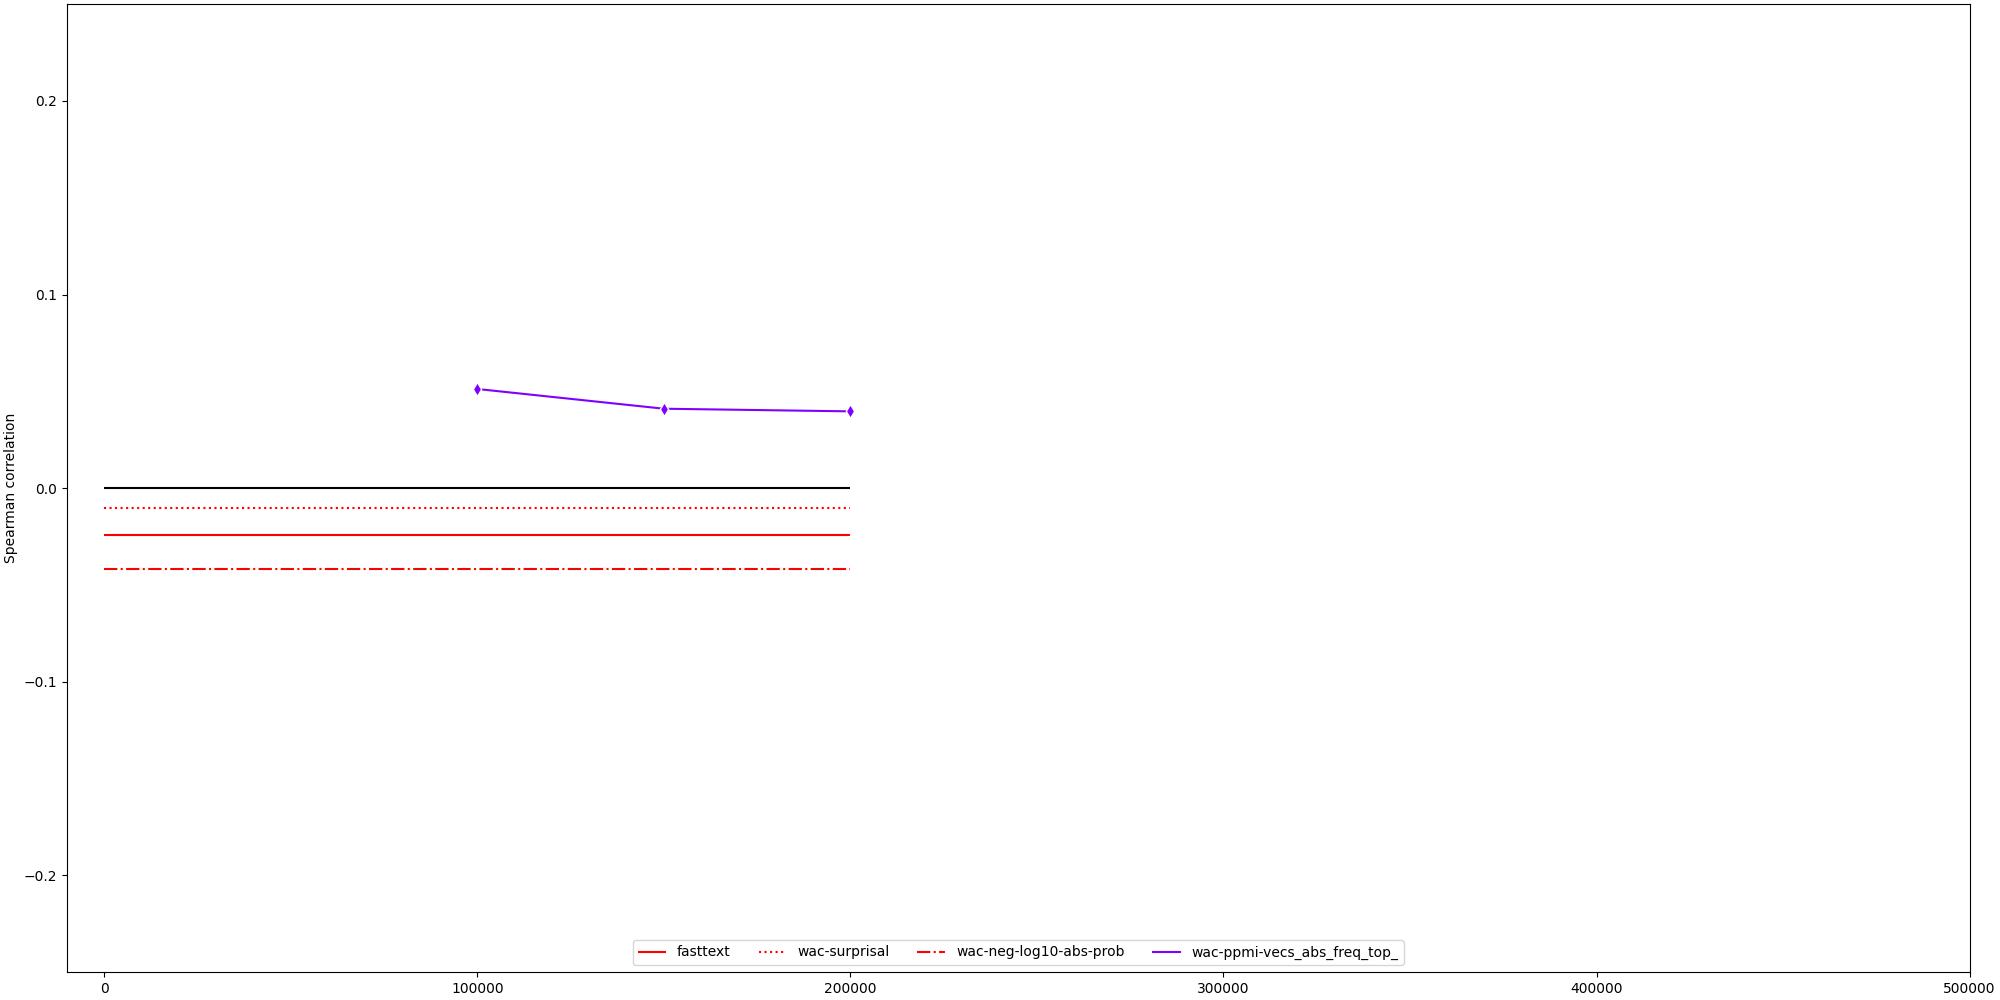 0.2
0.1
0.0
−0.1
−0.2
Spearman correlation
fasttext wac-surprisal wac-neg-log10-abs-prob wac-ppmi-vecs_abs_freq_top_
0 100000 200000 300000 400000 500000